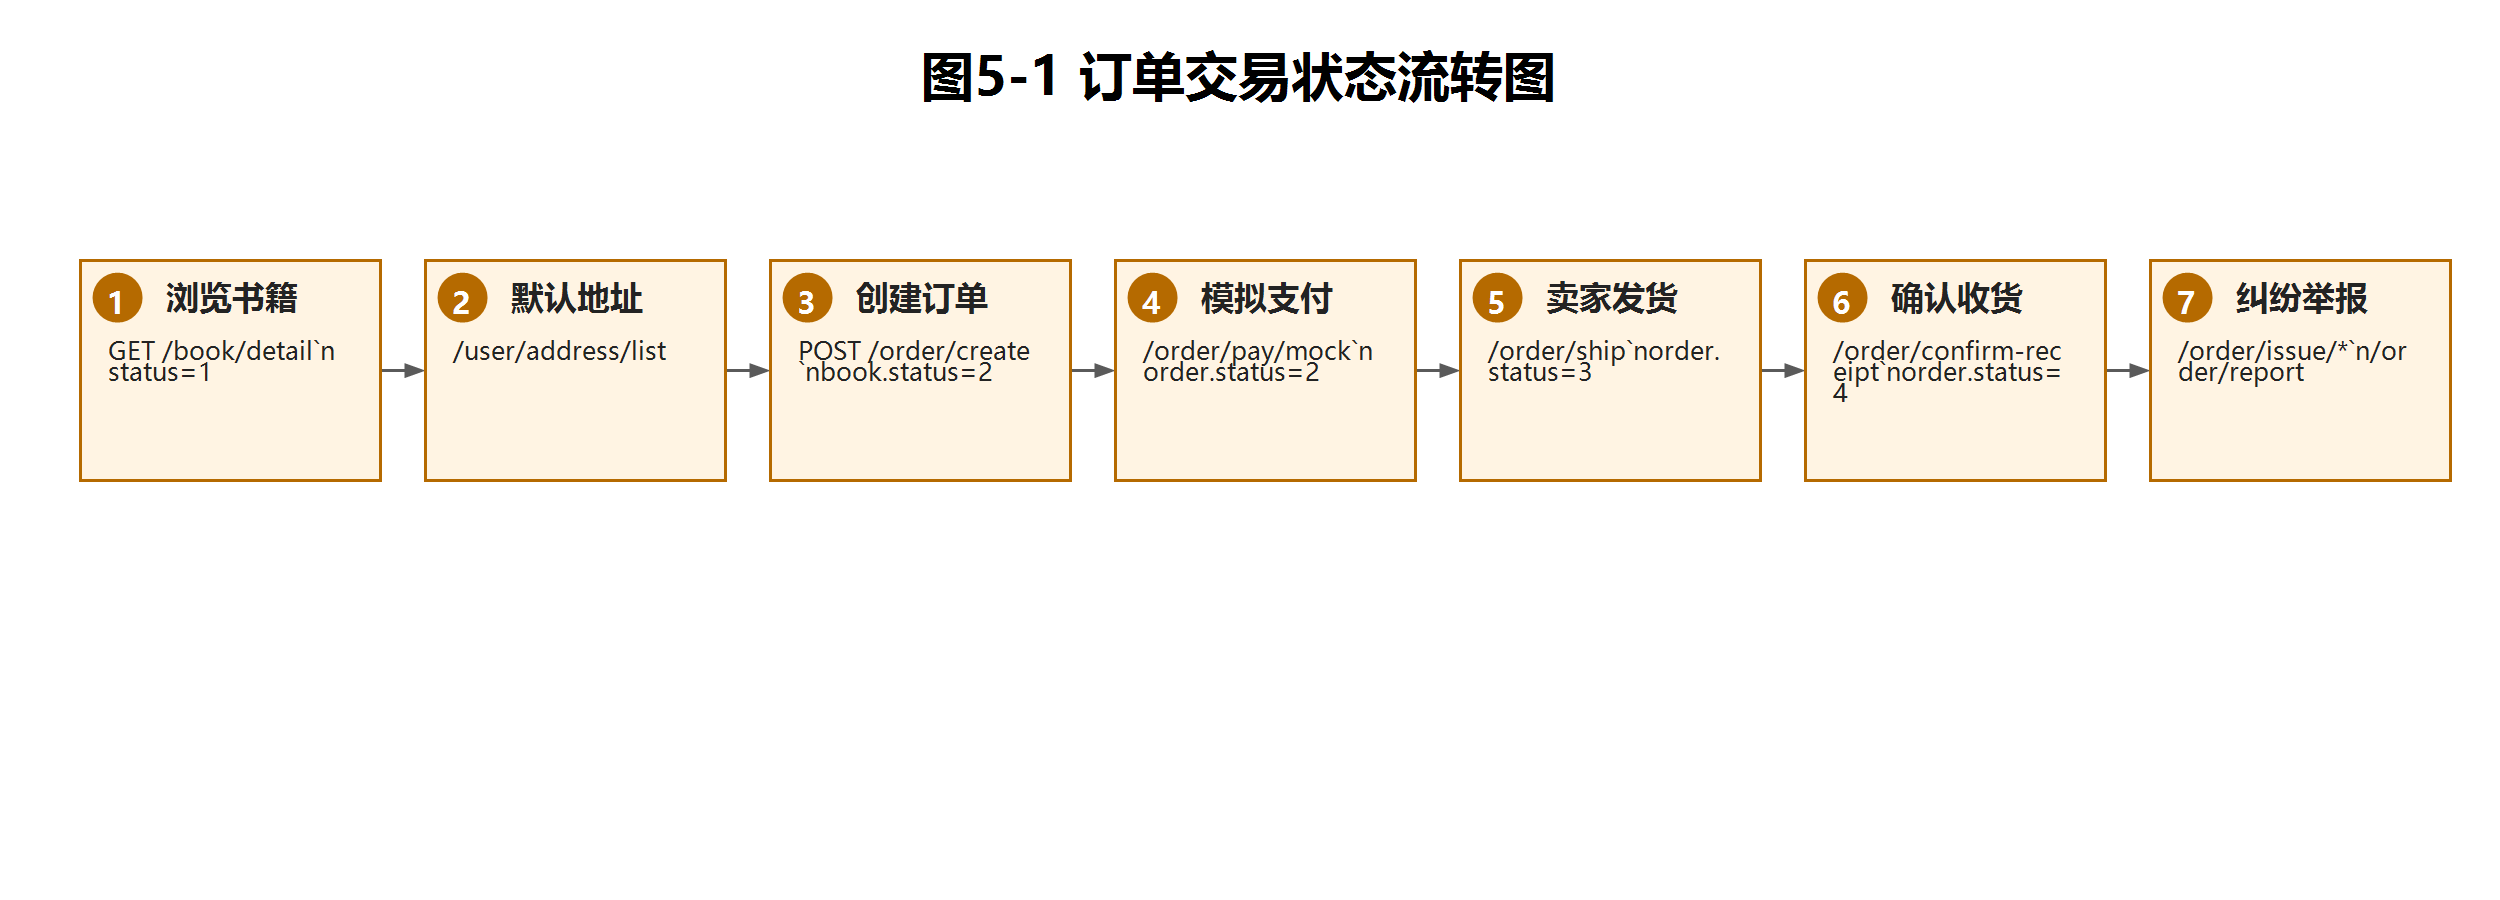 图5-1 订单交易状态流转图
1 浏览书籍
GET /book/detail`n
status=1
2 默认地址
/user/address/list
3 创建订单
POST /order/create
`nbook.status=2
4 模拟支付
/order/pay/mock`n
order.status=2
5 卖家发货
/order/ship`norder.
status=3
6 确认收货
/order/confirm-rec
eipt`norder.status=
4
7 纠纷举报
/order/issue/*`n/or
der/report